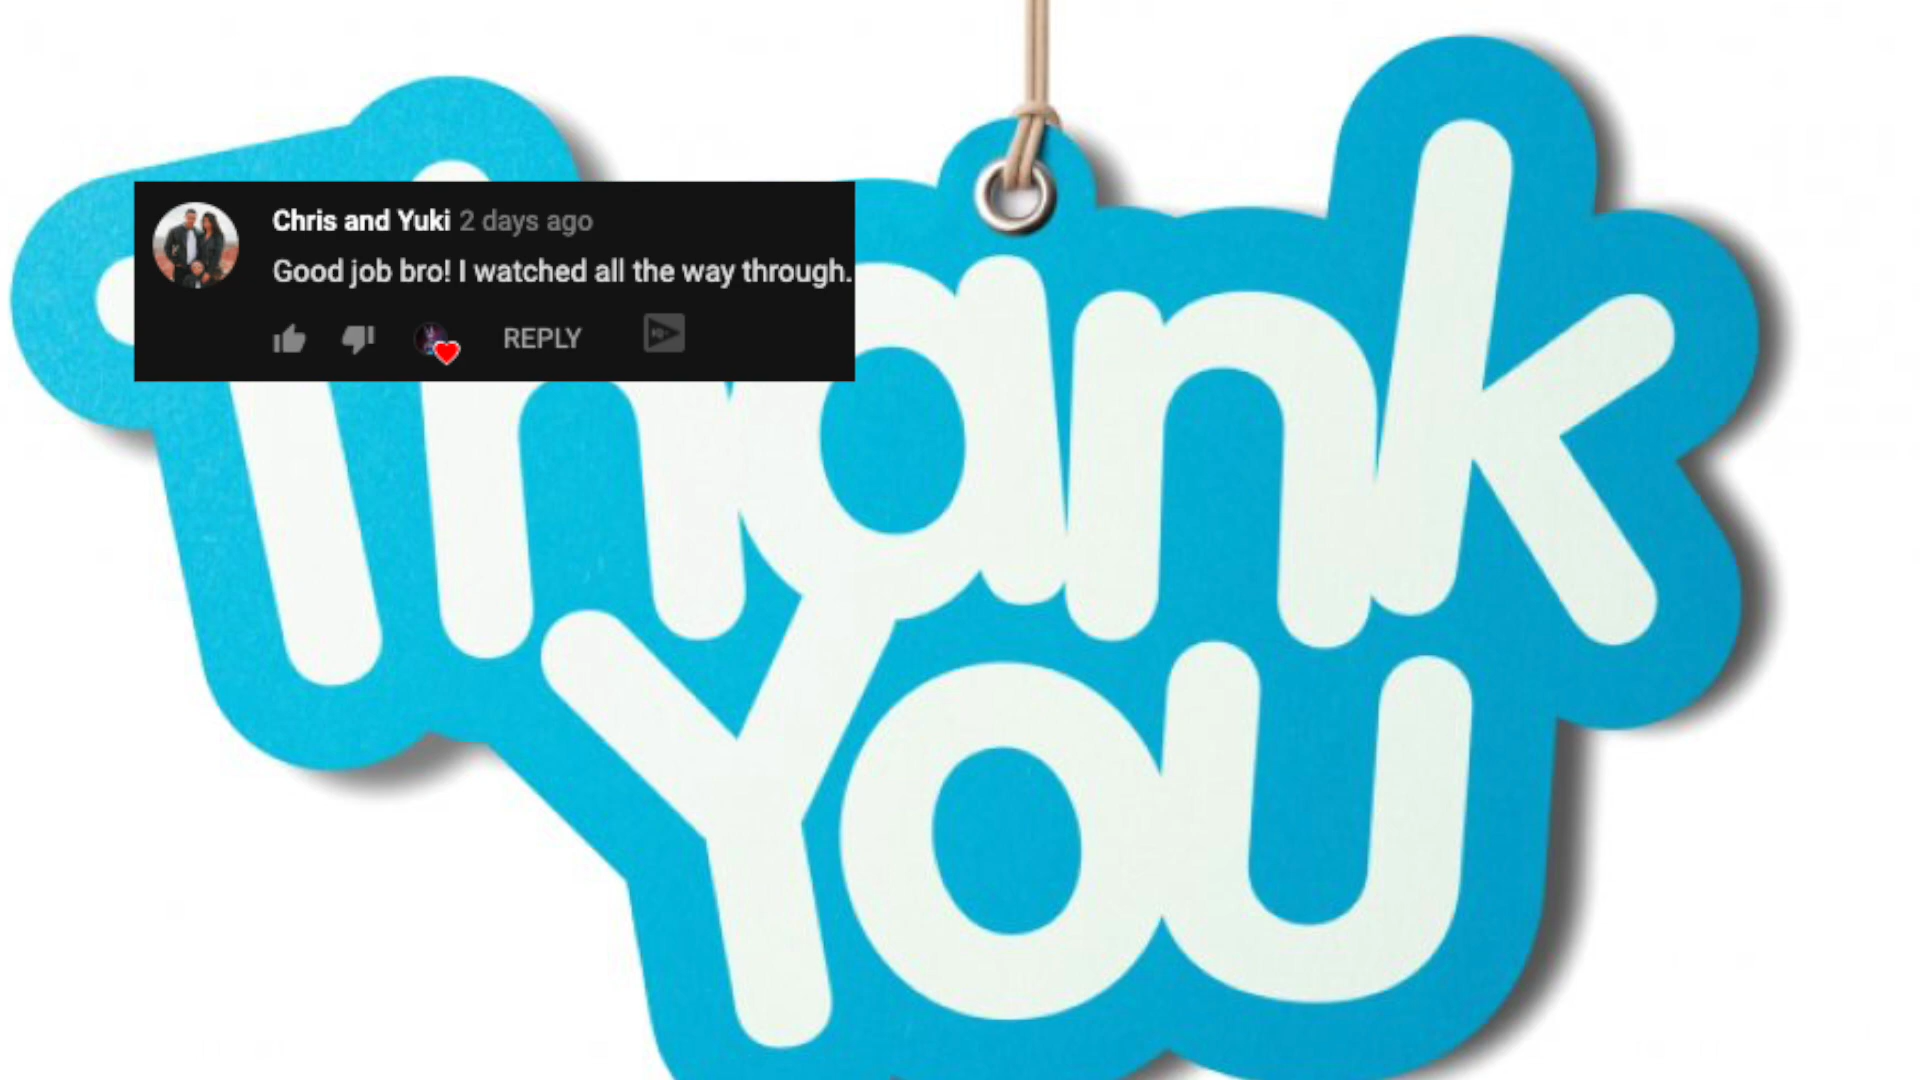 Thank
Chris and Yuki 2 days ago
Good job bro! I watched all the way through.
REPLY
You